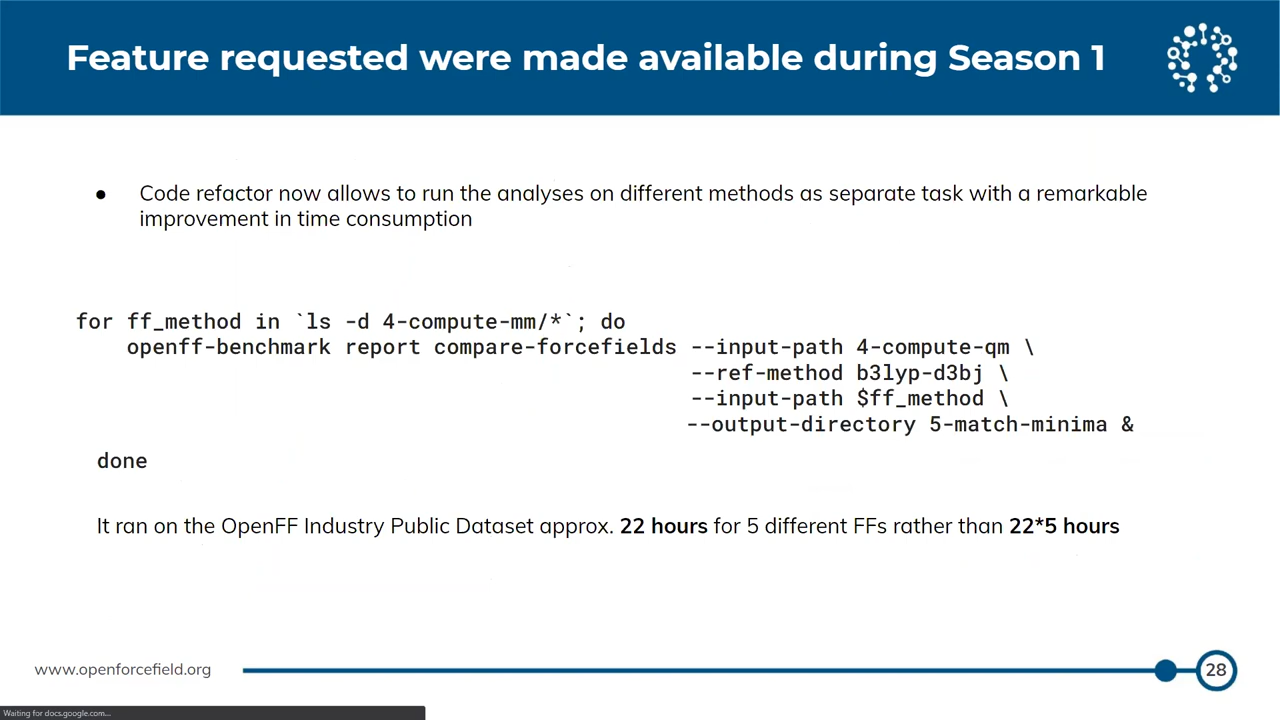 Feature requested were made available during Season 1
● Code refactor now allows to run the analyses on different methods as separate task with a remarkable
improvement in time consumption
for ff_method in `ls -d 4-compute-mm/*`; do
openff-benchmark report compare-forcefields --input-path 4-compute-qm \
--ref-method b3lyp-d3bj \
--input-path $ff_method \
--output-directory 5-match-minima &
done
It ran on the OpenFF Industry Public Dataset approx. 22 hours for 5 different FFs rather than 22*5 hours
www.openforcefield.org
28
Waiting for docs.google.com...